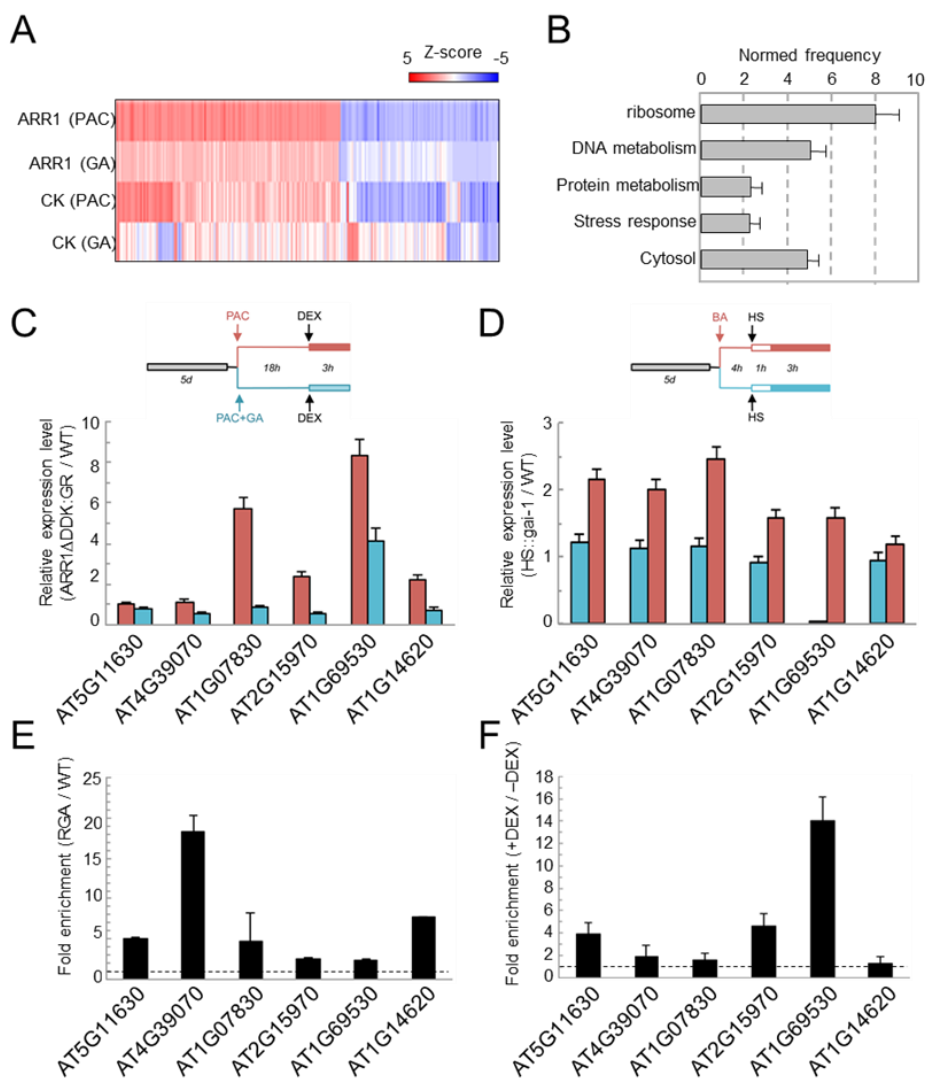 A
Z-score
5
-5
ARR1 (PAC)
ARR1 (GA)
CK (PAC)
CK (GA)
B
Normed frequency
0 2 4 6 8 10
ribosome
DNA metabolism
Protein metabolism
Stress response
Cytosol
C
PAC
DEX
5d
18h
3h
PAC+GA
DEX
Relative expression level
(ARR1ΔDDK:GR / WT)
10
8
6
4
2
0
AT5G11630
AT4G39070
AT1G07830
AT2G15970
AT1G69530
AT1G14620
D
BA
HS
5d
4h
1h
3h
HS
Relative expression level
(HS::gai-1 / WT)
3
2
1
0
AT5G11630
AT4G39070
AT1G07830
AT2G15970
AT1G69530
AT1G14620
E
Fold enrichment (RGA / WT)
25
20
15
10
5
0
AT5G11630
AT4G39070
AT1G07830
AT2G15970
AT1G69530
AT1G14620
F
Fold enrichment (+DEX / –DEX)
18
16
14
12
10
8
6
4
2
0
AT5G11630
AT4G39070
AT1G07830
AT2G15970
AT1G69530
AT1G14620